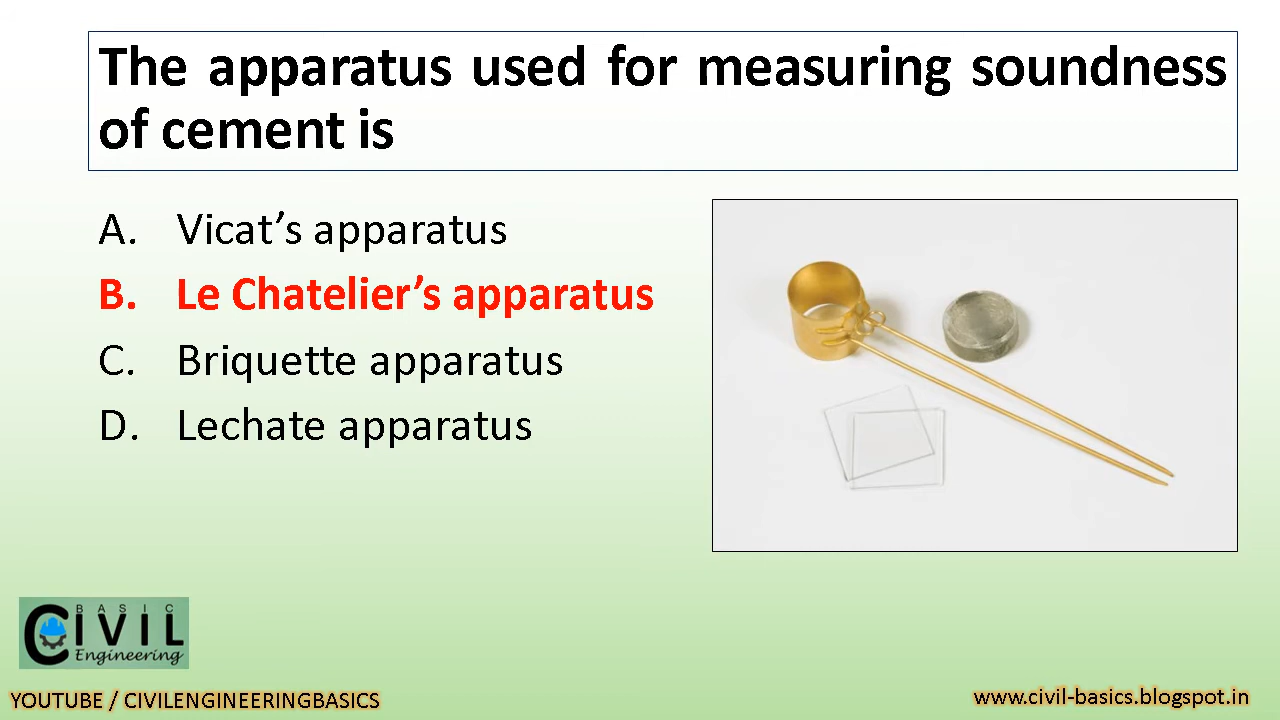 The apparatus used for measuring soundness
of cement is
A. Vicat’s apparatus
B. Le Chatelier’s apparatus
C. Briquette apparatus
D. Lechate apparatus
BASIC
CIVIL
Engineering
YOUTUBE / CIVILENGINEERINGBASICS
www.civil-basics.blogspot.in